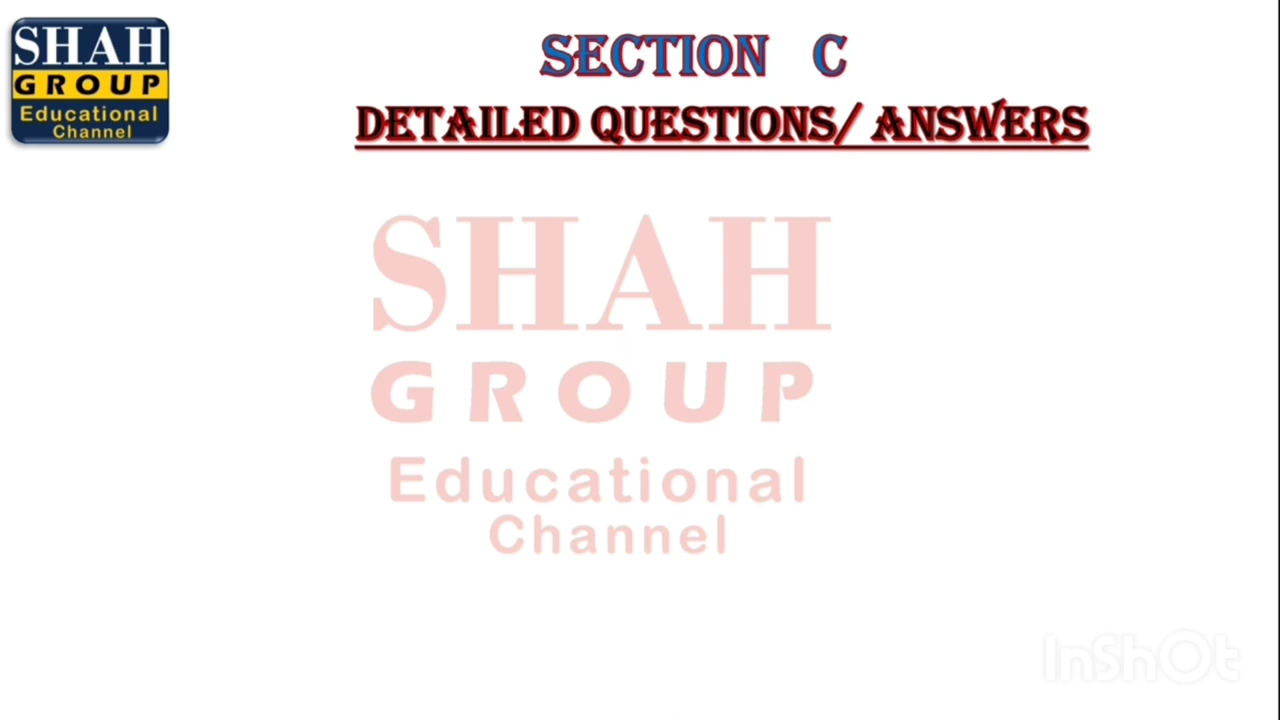 SHAH
GROUP
Educational
Channel
SECTION C
DETAILED QUESTIONS/ ANSWERS
SHAH
GROUP
Educational
Channel
InShOt